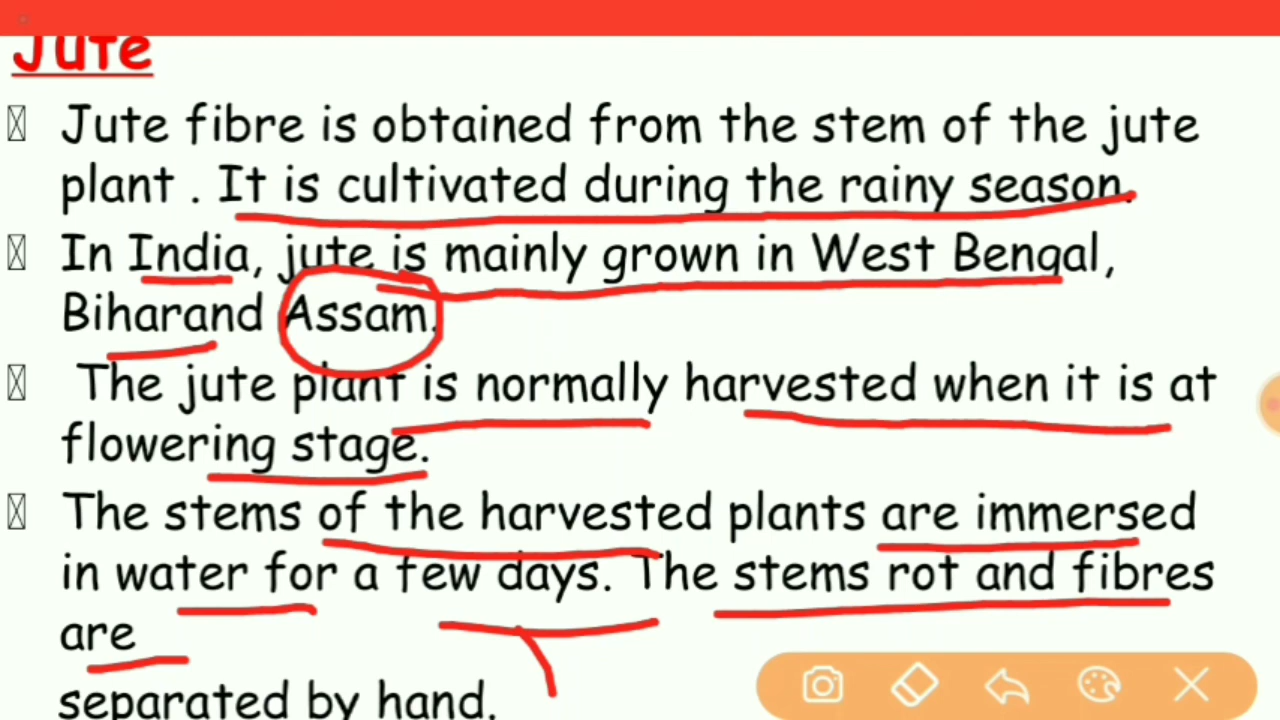 Jute
Jute fibre is obtained from the stem of the jute
plant . It is cultivated during the rainy season.
In India, jute is mainly grown in West Bengal,
Biharand Assam.
The jute plant is normally harvested when it is at
flowering stage.
The stems of the harvested plants are immersed
in water for a few days. The stems rot and fibres
are
separated by hand.